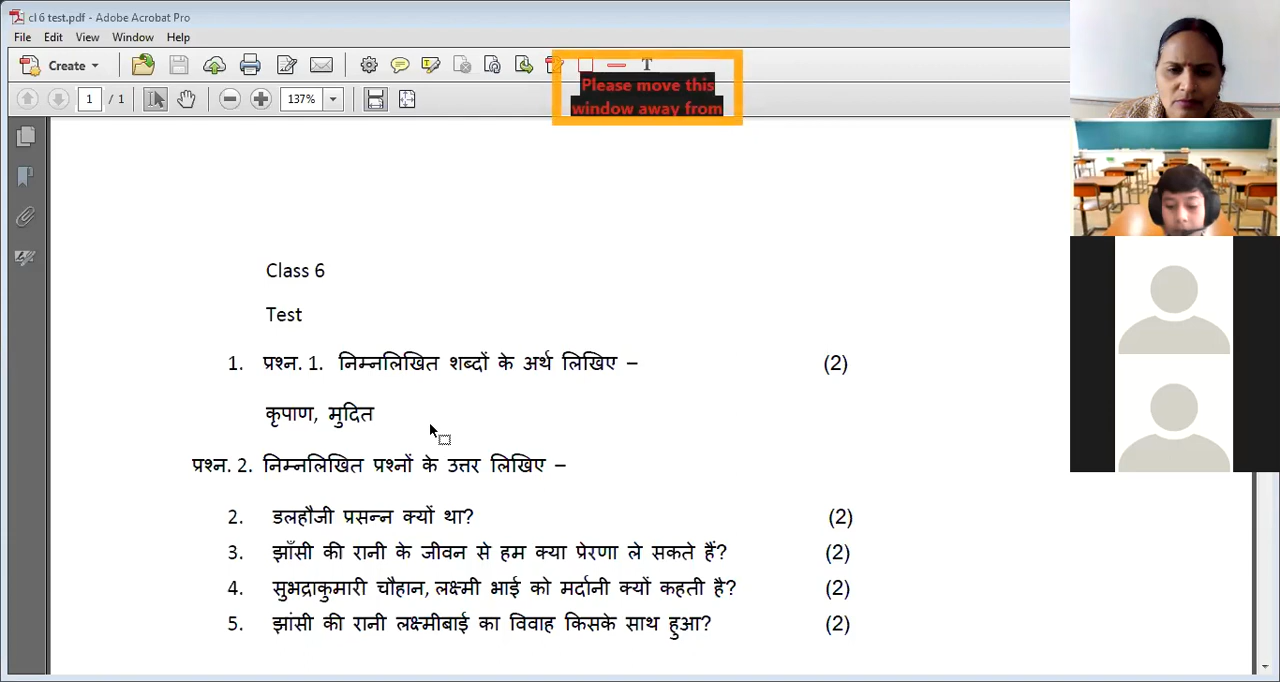 cl 6 test.pdf - Adobe Acrobat Pro
File Edit View Window Help
Create
T
Please move this
window away from
1 / 1 137%
Class 6
Test
1. प्रश्न. 1. निम्नलिखित शब्दों के अर्थ लिखिए – (2)
कृपाण, मुदित
प्रश्न. 2. निम्नलिखित प्रश्नों के उत्तर लिखिए –
2. डलहौजी प्रसन्न क्यों था? (2)
3. झाँसी की रानी के जीवन से हम क्या प्रेरणा ले सकते हैं? (2)
4. सुभद्राकुमारी चौहान, लक्ष्मी भाई को मर्दानी क्यों कहती है? (2)
5. झांसी की रानी लक्ष्मीबाई का विवाह किसके साथ हुआ? (2)